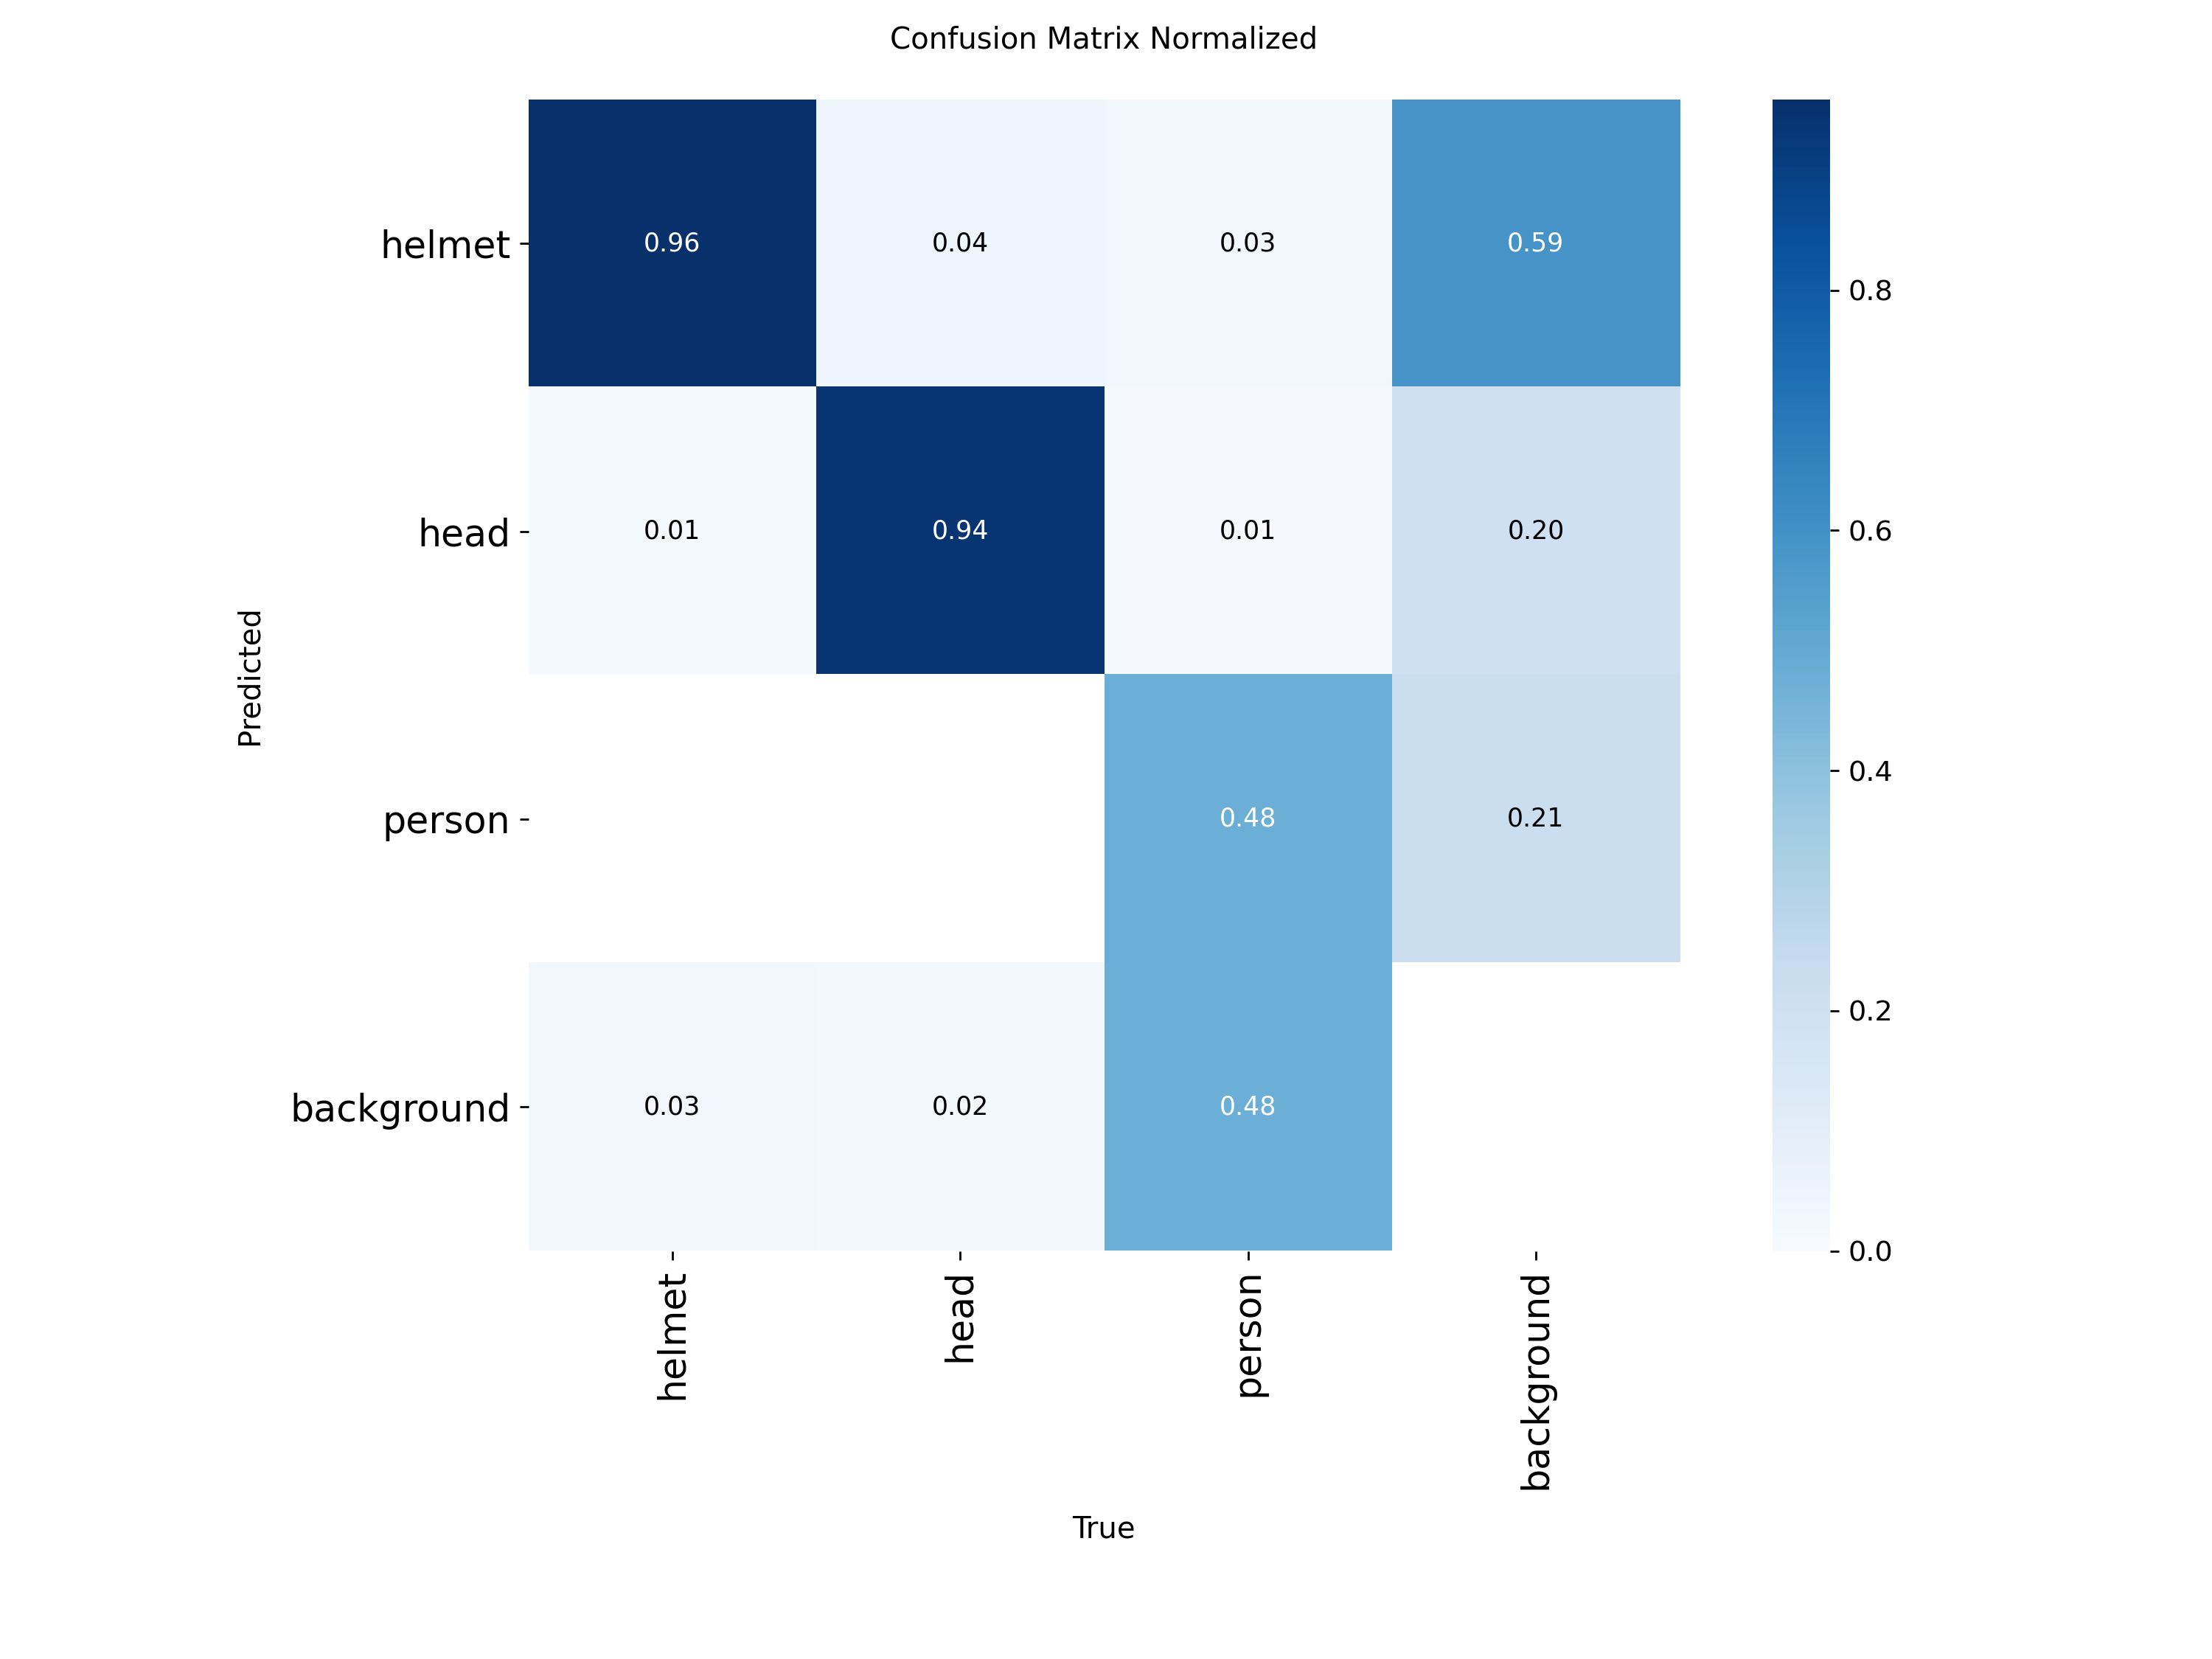 Confusion Matrix Normalized
helmet 0.96 0.04 0.03 0.59
0.8
head 0.01 0.94 0.01 0.20
0.6
Predicted
0.4
person 0.48 0.21
0.2
background 0.03 0.02 0.48
0.0
helmet head person background
True